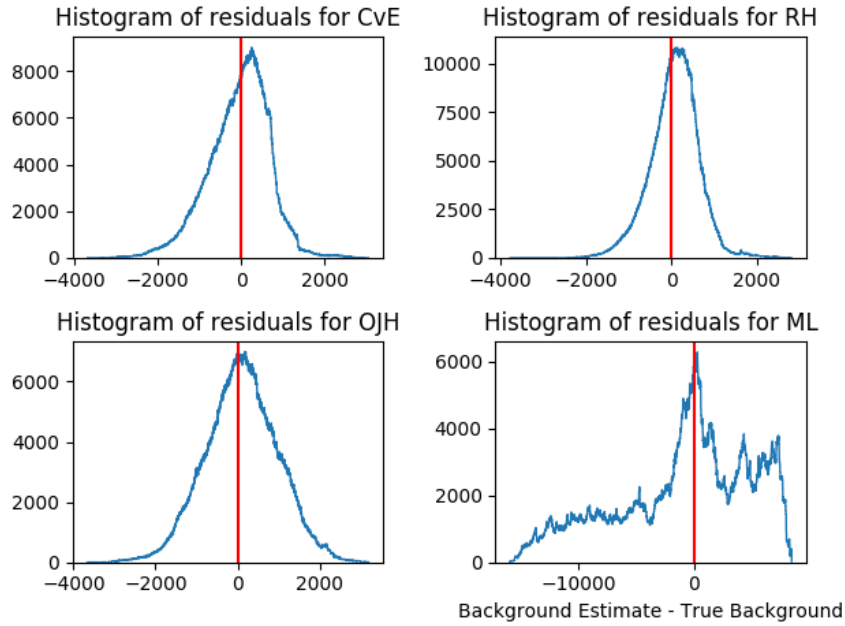 Histogram of residuals for CvE
8000
6000
4000
2000
0
−4000 −2000 0 2000
Histogram of residuals for RH
10000
7500
5000
2500
0
−4000 −2000 0 2000
Histogram of residuals for OJH
6000
4000
2000
0
−4000 −2000 0 2000
Histogram of residuals for ML
6000
4000
2000
0
−10000 0
Background Estimate - True Background